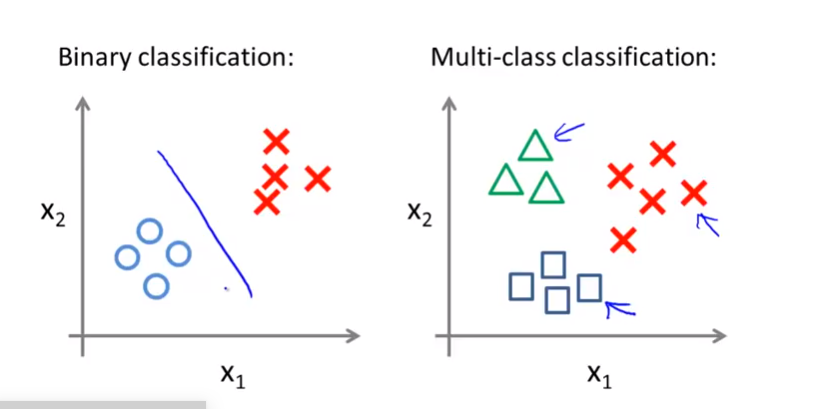 Binary classification:
x₂
x₁
Multi-class classification:
x₂
x₁